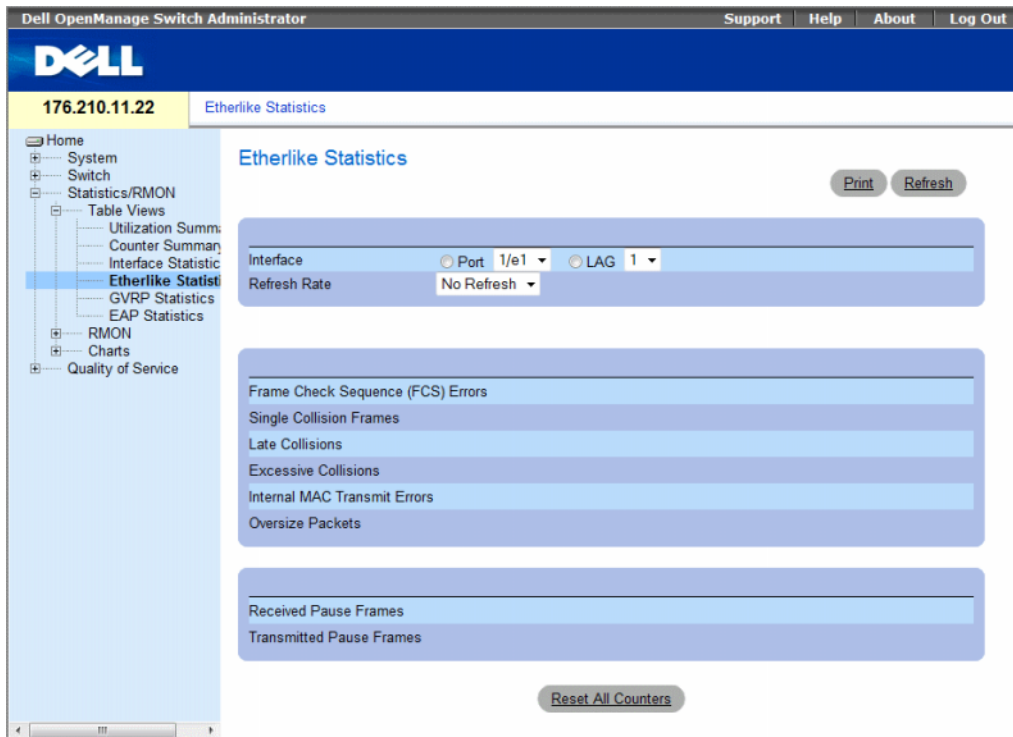 Dell OpenManage Switch Administrator Support Help About Log Out
DELL
176.210.11.22 Etherlike Statistics
Home
System
Switch
Statistics/RMON
Table Views
Utilization Summa
Counter Summary
Interface Statistic
Etherlike Statisti
GVRP Statistics
EAP Statistics
RMON
Charts
Quality of Service
Etherlike Statistics
Print Refresh
Interface Port 1/e1 LAG 1
Refresh Rate No Refresh
Frame Check Sequence (FCS) Errors
Single Collision Frames
Late Collisions
Excessive Collisions
Internal MAC Transmit Errors
Oversize Packets
Received Pause Frames
Transmitted Pause Frames
Reset All Counters